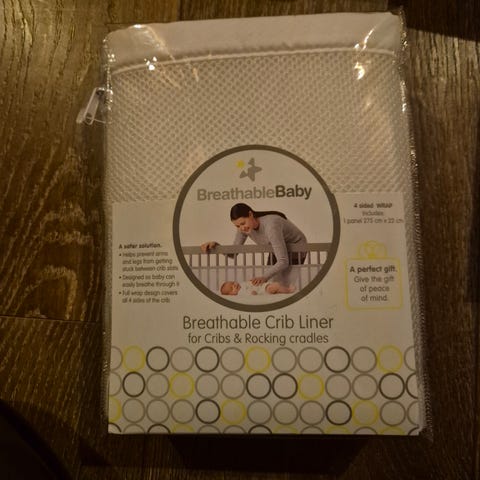 BreathableBaby
4 sided WRAP
Includes:
1 panel 275 cm x 22 cm
A safer solution.
• Helps prevent arms
and legs from getting
stuck between crib slats
• Designed so baby can
easily breathe through it
• Full wrap design covers
all 4 sides of the crib
A perfect gift.
Give the gift
of peace
of mind.
Breathable Crib Liner
for Cribs & Rocking cradles